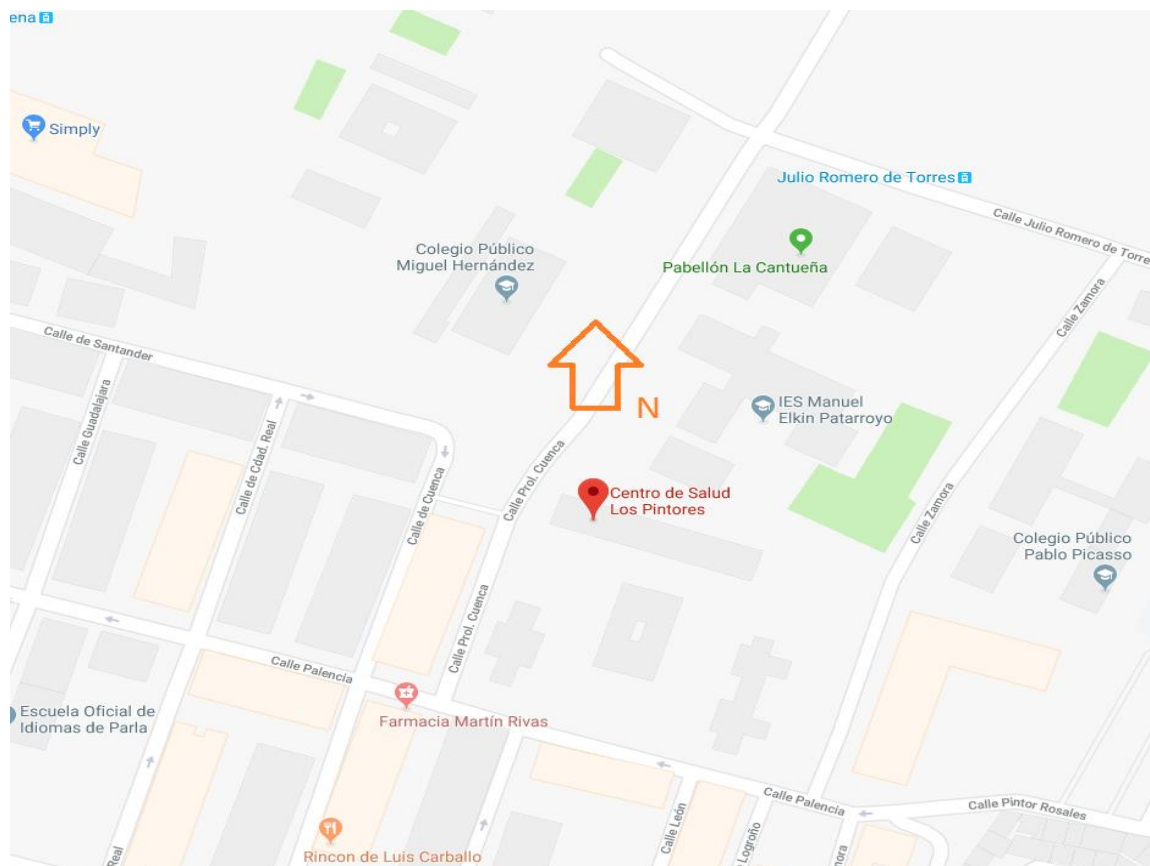 ena
Simply
Julio Romero de Torres
Calle Julio Romero de Torre
Colegio Público
Miguel Hernández
Pabellón La Cantueña
Calle Zamora
Calle de Santander
N
IES Manuel
Elkin Patarroyo
Calle Guadalajara
Calle de Cdad. Real
Calle de Cuenca
Calle Prol. Cuenca
Centro de Salud
Los Pintores
Calle Zamora
Colegio Público
Pablo Picasso
Calle Prol. Cuenca
Calle Palencia
Escuela Oficial de
Idiomas de Parla
Farmacia Martín Rivas
Calle Palencia
Calle Pintor Rosales
Calle León
Logroño
amora
Real
Rincon de Luis Carballo